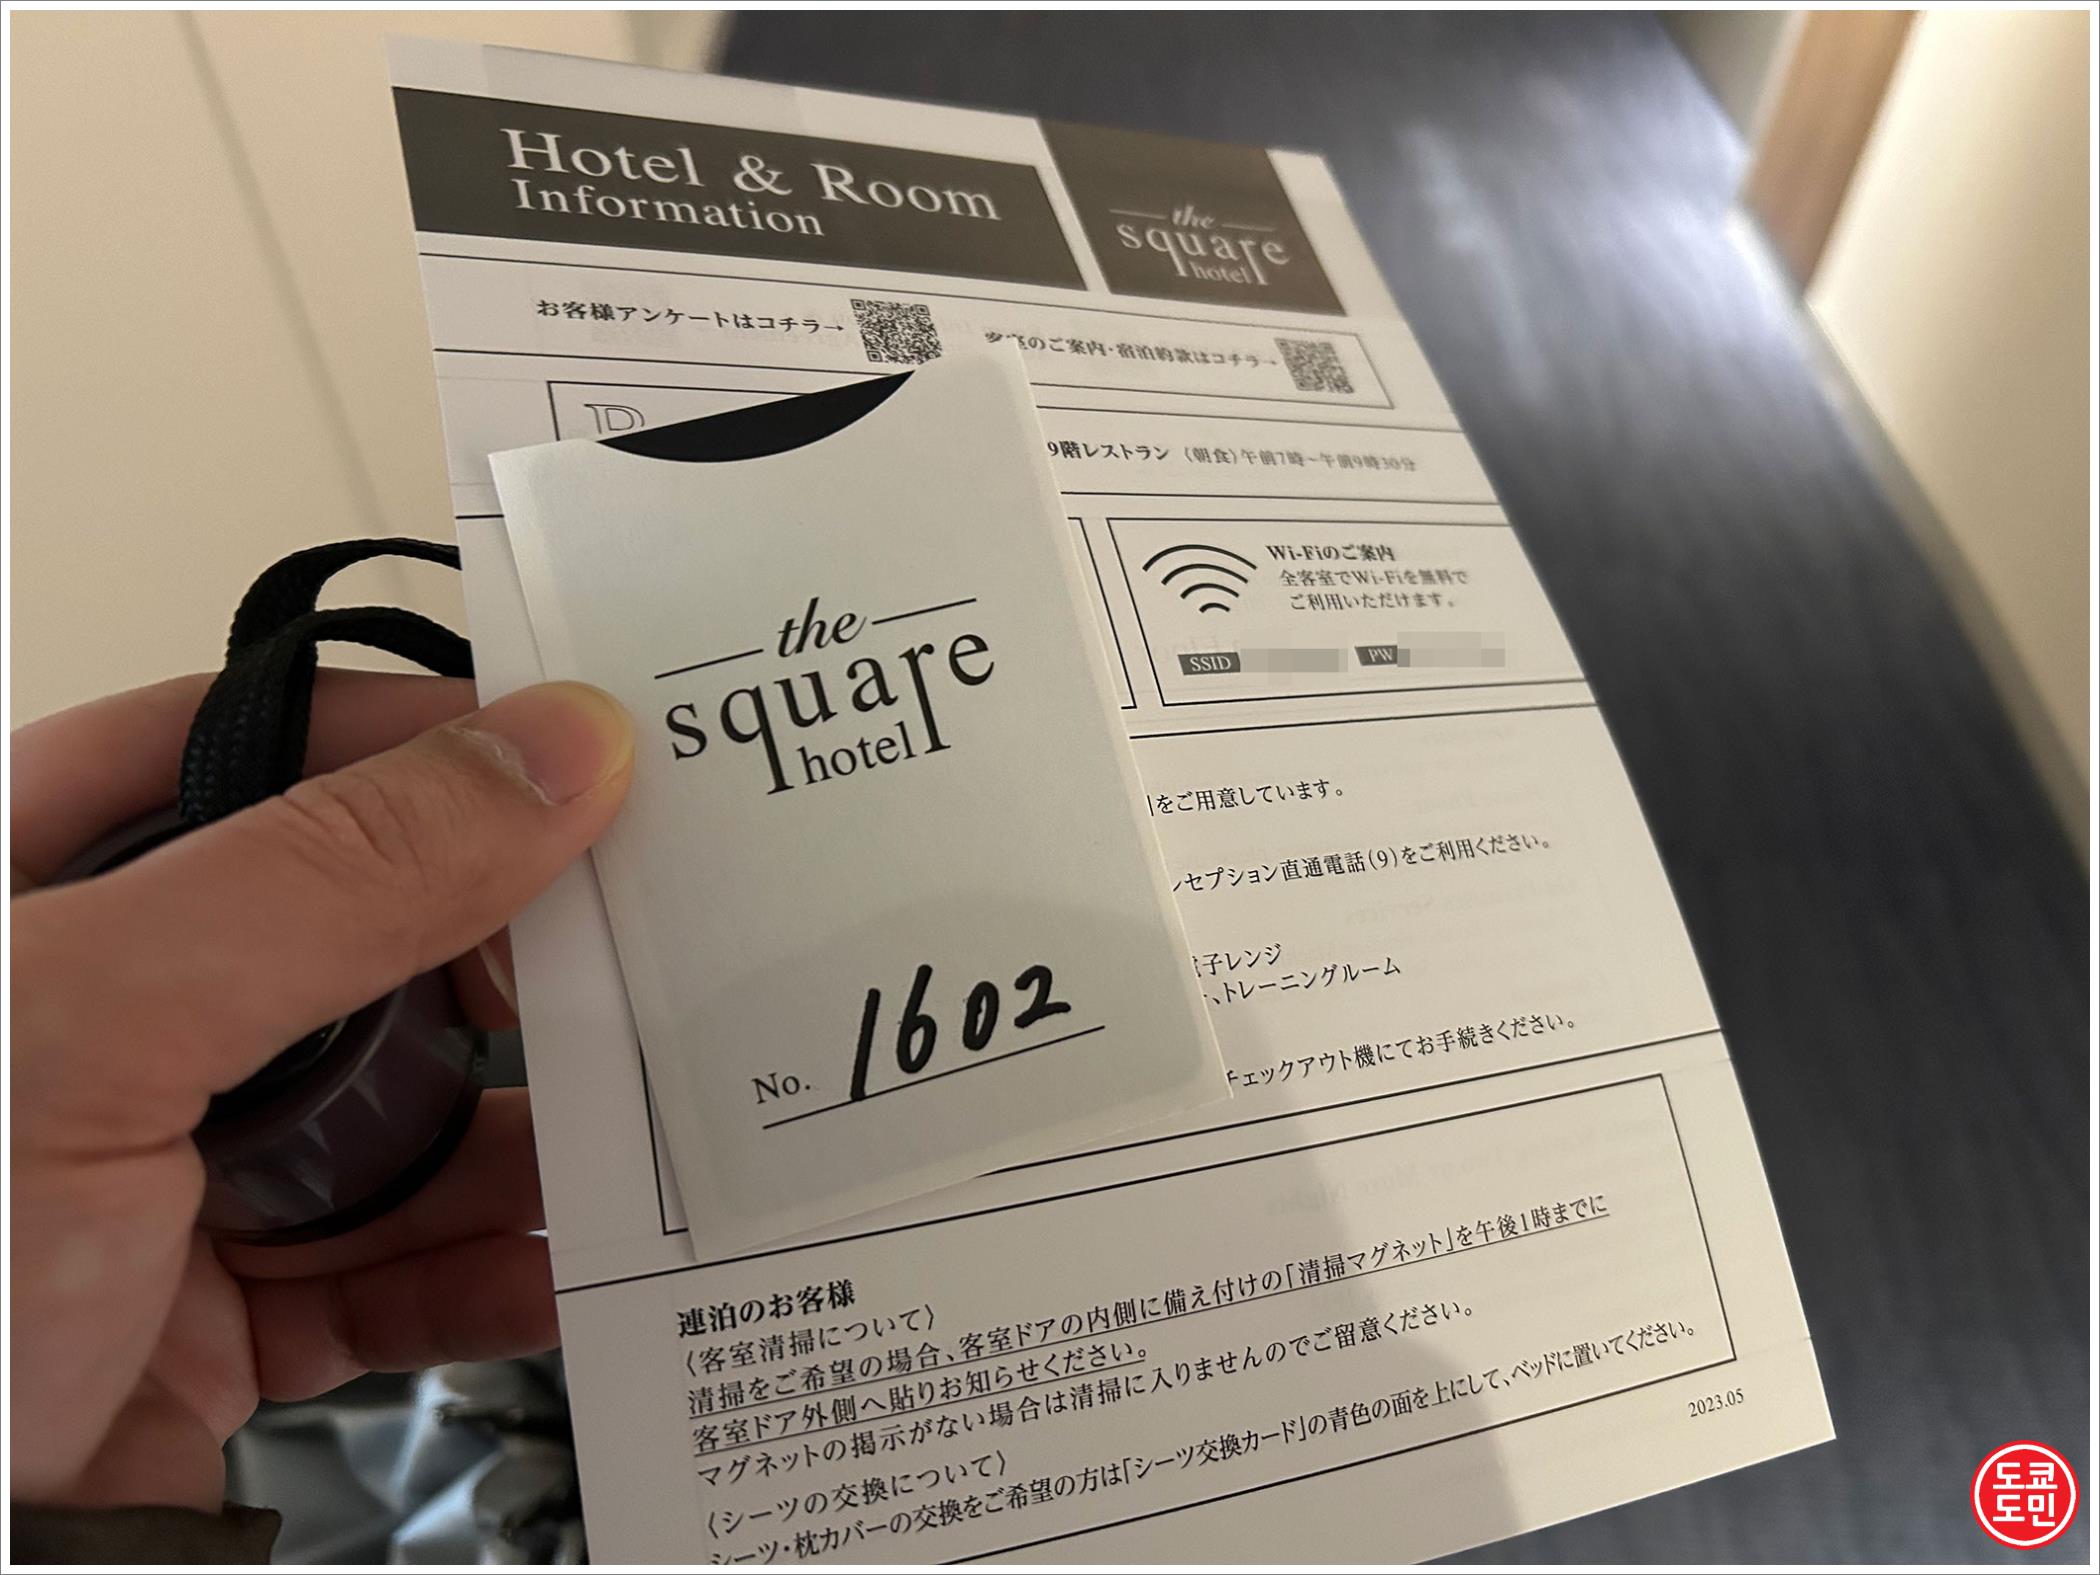 Hotel & Room
Information
the
square
hotel
お客様アンケートはコチラ→
客室のご案内・宿泊約款はコチラ→
9階レストラン (朝食)午前7時~午前9時30分
Wi-Fiのご案内
全客室でWi-Fiを無料で
ご利用いただけます。
SSID
PW
the
square
hotel
No. 1602
をご用意しています。
セプション直通電話(9)をご利用ください。
子レンジ
、トレーニングルーム
チェックアウト機にてお手続きください。
連泊のお客様
〈客室清掃について〉
清掃をご希望の場合、客室ドアの内側に備え付けの「清掃マグネット」を午後1時までに
客室ドア外側へ貼りお知らせください。
マグネットの掲示がない場合は清掃に入りませんのでご留意ください。
〈シーツの交換について〉
シーツ・枕カバーの交換をご希望の方は「シーツ交換カード」の青色の面を上にして、ベッドに置いてください。
2023.05
도쿄
도민